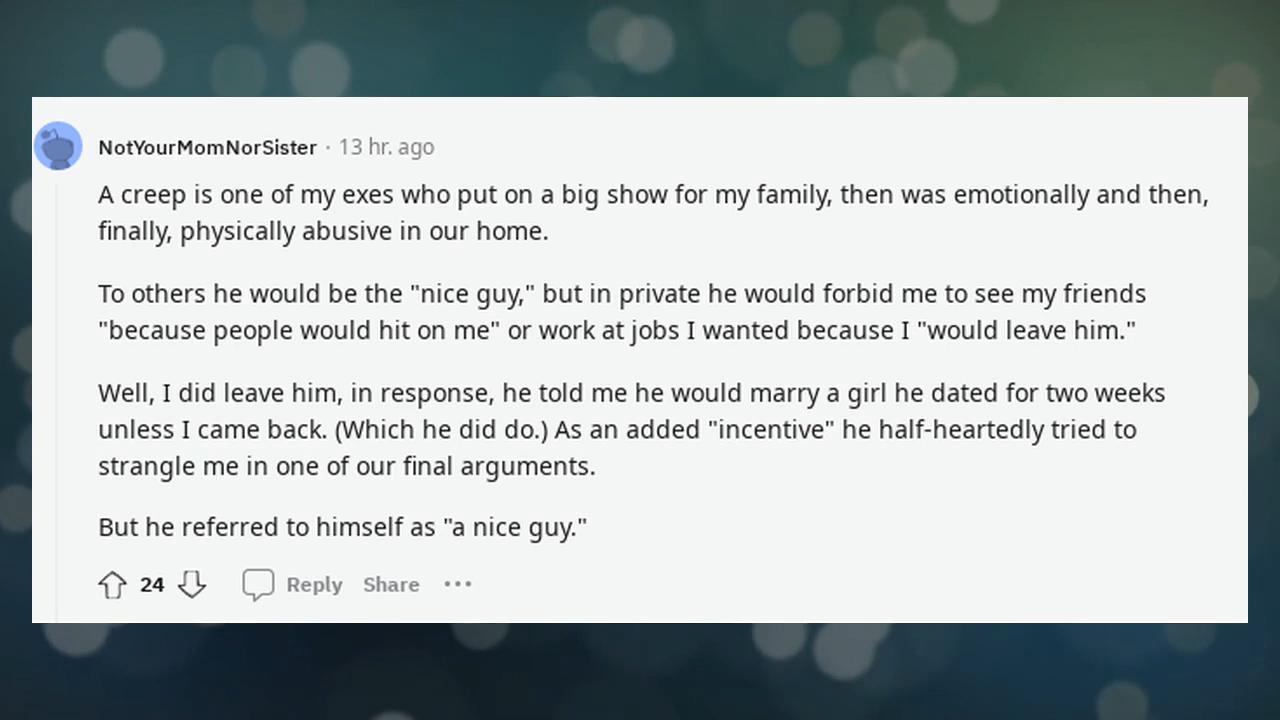 NotYourMomNorSister · 13 hr. ago
A creep is one of my exes who put on a big show for my family, then was emotionally and then,
finally, physically abusive in our home.
To others he would be the "nice guy," but in private he would forbid me to see my friends
"because people would hit on me" or work at jobs I wanted because I "would leave him."
Well, I did leave him, in response, he told me he would marry a girl he dated for two weeks
unless I came back. (Which he did do.) As an added "incentive" he half-heartedly tried to
strangle me in one of our final arguments.
But he referred to himself as "a nice guy."
24 Reply Share ···